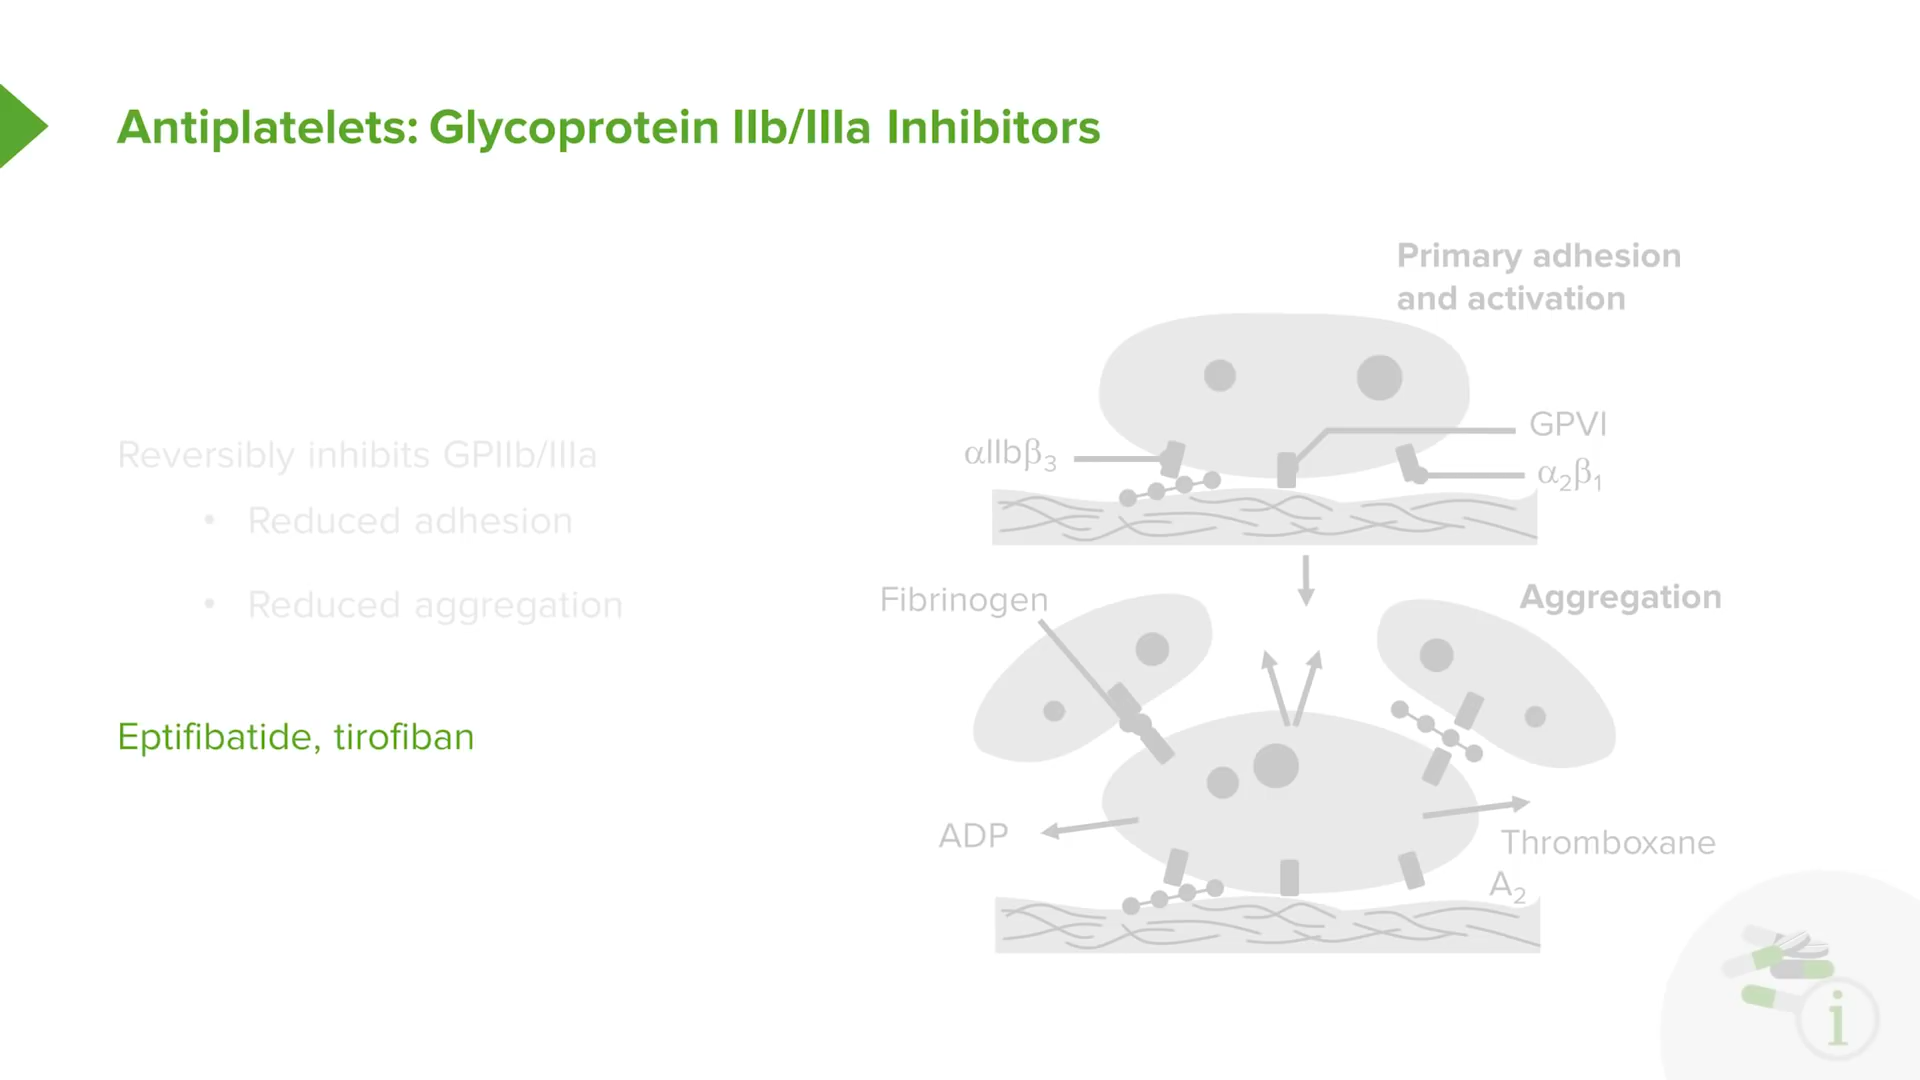 Antiplatelets: Glycoprotein IIb/IIIa Inhibitors
Reversibly inhibits GPIIb/IIIa
• Reduced adhesion
• Reduced aggregation
Eptifibatide, tirofiban
Primary adhesion
and activation
αIIbβ₃
GPVI
α₂β₁
Fibrinogen
Aggregation
ADP
Thromboxane
A₂
i